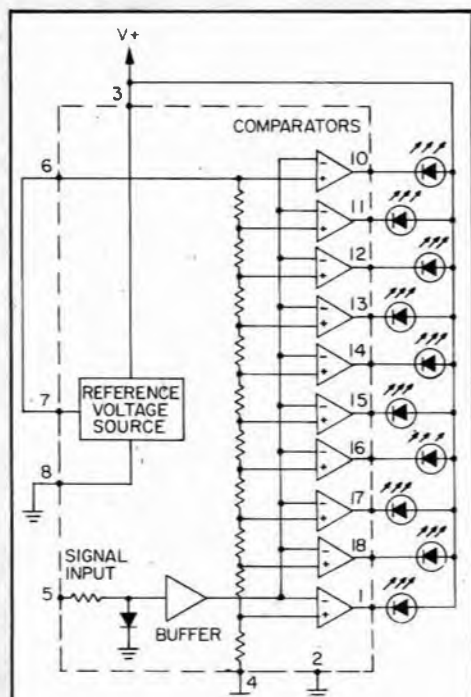 V+
3
COMPARATORS
6
10
11
12
13
14
7
REFERENCE
VOLTAGE
SOURCE
15
16
8
17
SIGNAL
INPUT
18
5
1
BUFFER
4
2